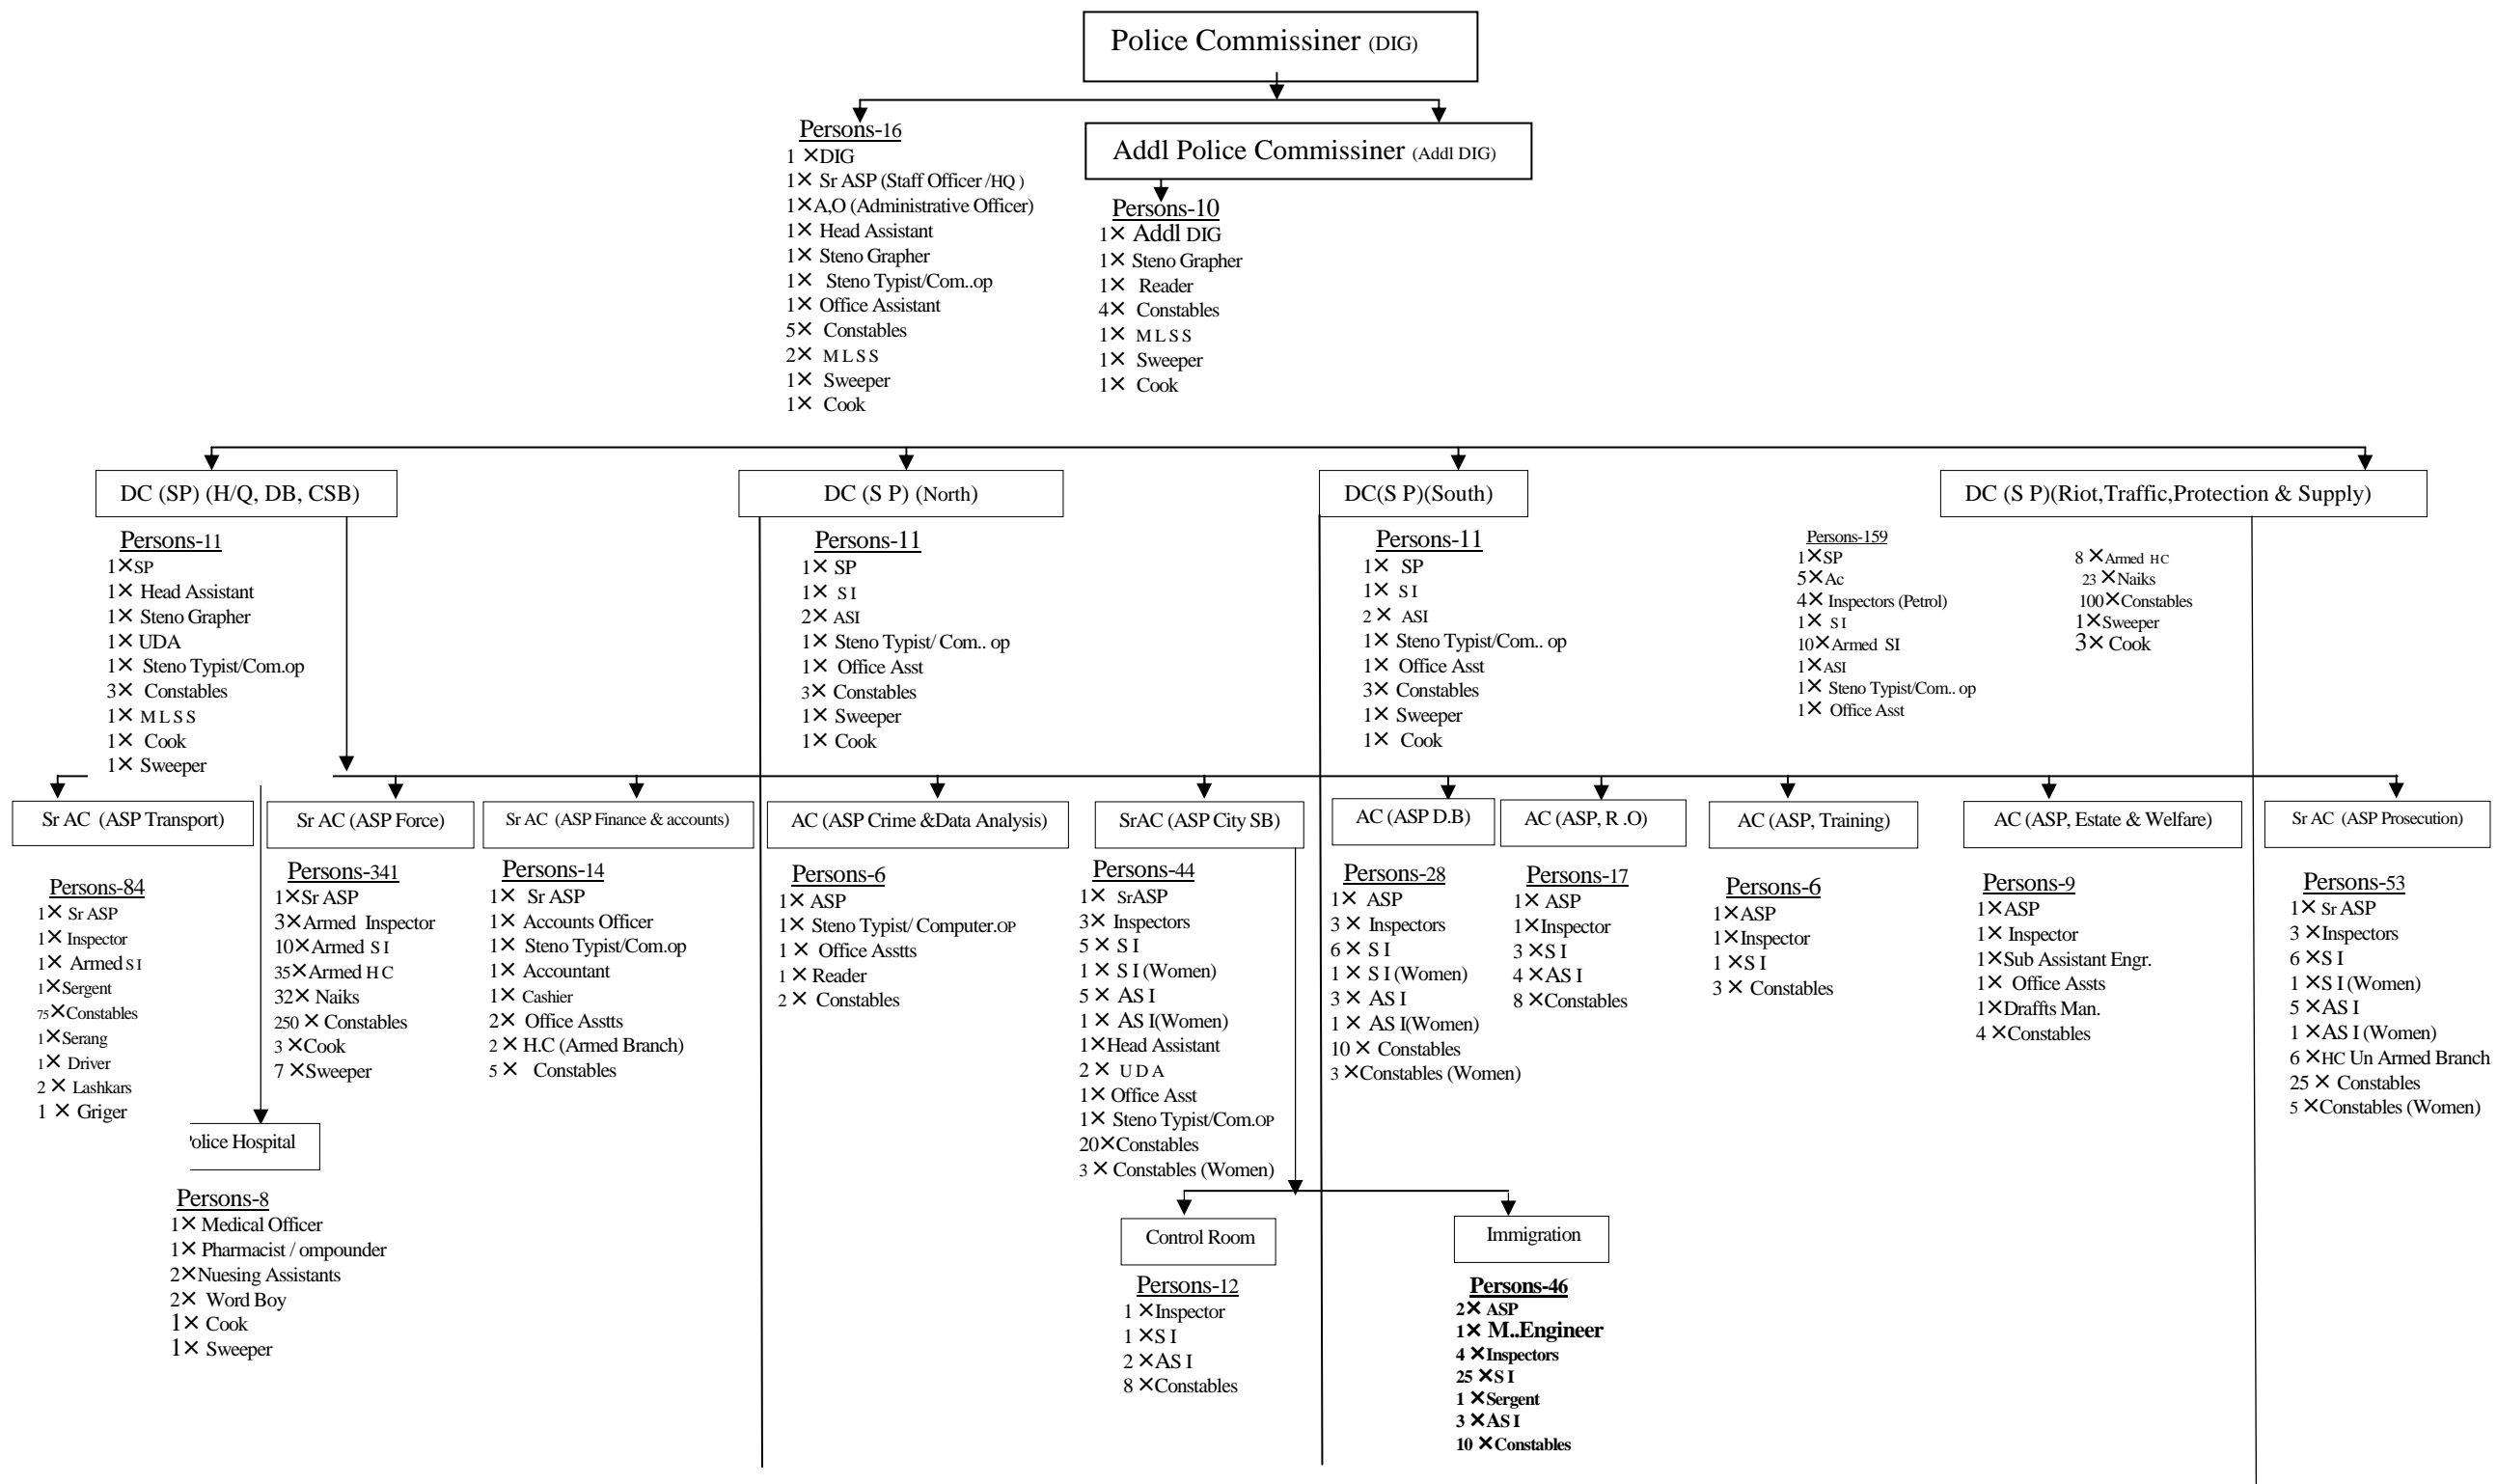 Police Commissiner (DIG)
Persons-16
1 ×DIG
1× Sr ASP (Staff Officer /HQ )
1×A,O (Administrative Officer)
1× Head Assistant
1× Steno Grapher
1× Steno Typist/Com..op
1× Office Assistant
5× Constables
2× M L S S
1× Sweeper
1× Cook
Addl Police Commissiner (Addl DIG)
Persons-10
1× Addl DIG
1× Steno Grapher
1× Reader
4× Constables
1× M L S S
1× Sweeper
1× Cook
DC (SP) (H/Q, DB, CSB)
Persons-11
1×SP
1× Head Assistant
1× Steno Grapher
1× UDA
1× Steno Typist/Com.op
3× Constables
1× M L S S
1× Cook
1× Sweeper
DC (S P) (North)
Persons-11
1× SP
1× S I
2× ASI
1× Steno Typist/ Com.. op
1× Office Asst
3× Constables
1× Sweeper
1× Cook
DC(S P)(South)
Persons-11
1× SP
1× S I
2 × ASI
1× Steno Typist/Com.. op
1× Office Asst
3× Constables
1× Sweeper
1× Cook
DC (S P)(Riot,Traffic,Protection & Supply)
Persons-159
1×SP
5×Ac
4× Inspectors (Petrol)
1× S I
10×Armed SI
1×ASI
1× Steno Typist/Com.. op
1× Office Asst
8 ×Armed HC
23 ×Naiks
100×Constables
1×Sweeper
3× Cook
Sr AC (ASP Transport)
Persons-84
1× Sr ASP
1× Inspector
1× Armed S I
1×Sergent
75×Constables
1×Serang
1× Driver
2 × Lashkars
1 × Griger
olice Hospital
Persons-8
1× Medical Officer
1× Pharmacist / ompounder
2×Nuesing Assistants
2× Word Boy
1× Cook
1× Sweeper
Sr AC (ASP Force)
Persons-341
1×Sr ASP
3×Armed Inspector
10×Armed S I
35×Armed H C
32× Naiks
250 × Constables
3 ×Cook
7 ×Sweeper
Sr AC (ASP Finance & accounts)
Persons-14
1× Sr ASP
1× Accounts Officer
1× Steno Typist/Com.op
1× Accountant
1× Cashier
2× Office Asstts
2 × H.C (Armed Branch)
5 × Constables
AC (ASP Crime &Data Analysis)
Persons-6
1× ASP
1× Steno Typist/ Computer.OP
1 × Office Asstts
1 × Reader
2 × Constables
SrAC (ASP City SB)
Persons-44
1× SrASP
3× Inspectors
5 × S I
1 × S I (Women)
5 × AS I
1 × AS I(Women)
1×Head Assistant
2 × U D A
1× Office Asst
1× Steno Typist/Com.OP
20×Constables
3 × Constables (Women)
Control Room
Persons-12
1 ×Inspector
1 ×S I
2 ×AS I
8 ×Constables
Immigration
Persons-46
2× ASP
1× M..Engineer
4 ×Inspectors
25 ×S I
1 ×Sergent
3 ×AS I
10 ×Constables
AC (ASP D.B)
Persons-28
1× ASP
3 × Inspectors
6 × S I
1 × S I (Women)
3 × AS I
1 × AS I(Women)
10 × Constables
3 ×Constables (Women)
AC (ASP, R .O)
Persons-17
1× ASP
1×Inspector
3 ×S I
4 ×AS I
8 ×Constables
AC (ASP, Training)
Persons-6
1×ASP
1×Inspector
1 ×S I
3 × Constables
AC (ASP, Estate & Welfare)
Persons-9
1×ASP
1× Inspector
1×Sub Assistant Engr.
1× Office Assts
1×Draffts Man.
4 ×Constables
Sr AC (ASP Prosecution)
Persons-53
1× Sr ASP
3 ×Inspectors
6 ×S I
1 ×S I (Women)
5 ×AS I
1 ×AS I (Women)
6 ×HC Un Armed Branch
25 × Constables
5 ×Constables (Women)